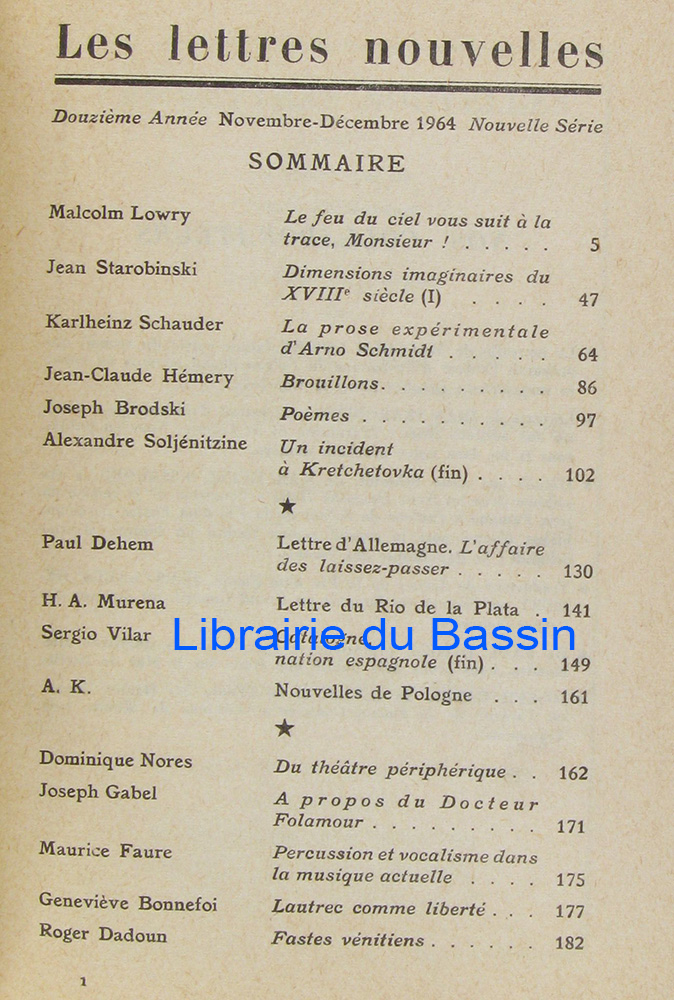 Les lettres nouvelles
Douzième Année Novembre-Décembre 1964 Nouvelle Série
SOMMAIRE
Malcolm Lowry Le feu du ciel vous suit à la
trace, Monsieur ! . . . . . 5
Jean Starobinski Dimensions imaginaires du
XVIIIe siècle (I) . . . . 47
Karlheinz Schauder La prose expérimentale
d'Arno Schmidt . . . . . 64
Jean-Claude Hémery Brouillons. . . . . . . . . 86
Joseph Brodski Poèmes . . . . . . . . . . 97
Alexandre Soljénitzine Un incident
à Kretchetovka (fin) . . . . 102
★
Paul Dehem Lettre d'Allemagne. L'affaire
des laissez-passer . . . . . 130
H. A. Murena Lettre du Rio de la Plata . 141
Sergio Vilar Catalogne,
Librairie du Bassin
nation espagnole (fin) . . . 149
A. K. Nouvelles de Pologne . . . 161
★
Dominique Nores Du théâtre périphérique . . 162
Joseph Gabel A propos du Docteur
Folamour . . . . . . . . . 171
Maurice Faure Percussion et vocalisme dans
la musique actuelle . . . . 175
Geneviève Bonnefoi Lautrec comme liberté . . . 177
Roger Dadoun Fastes vénitiens . . . . . . 182
1